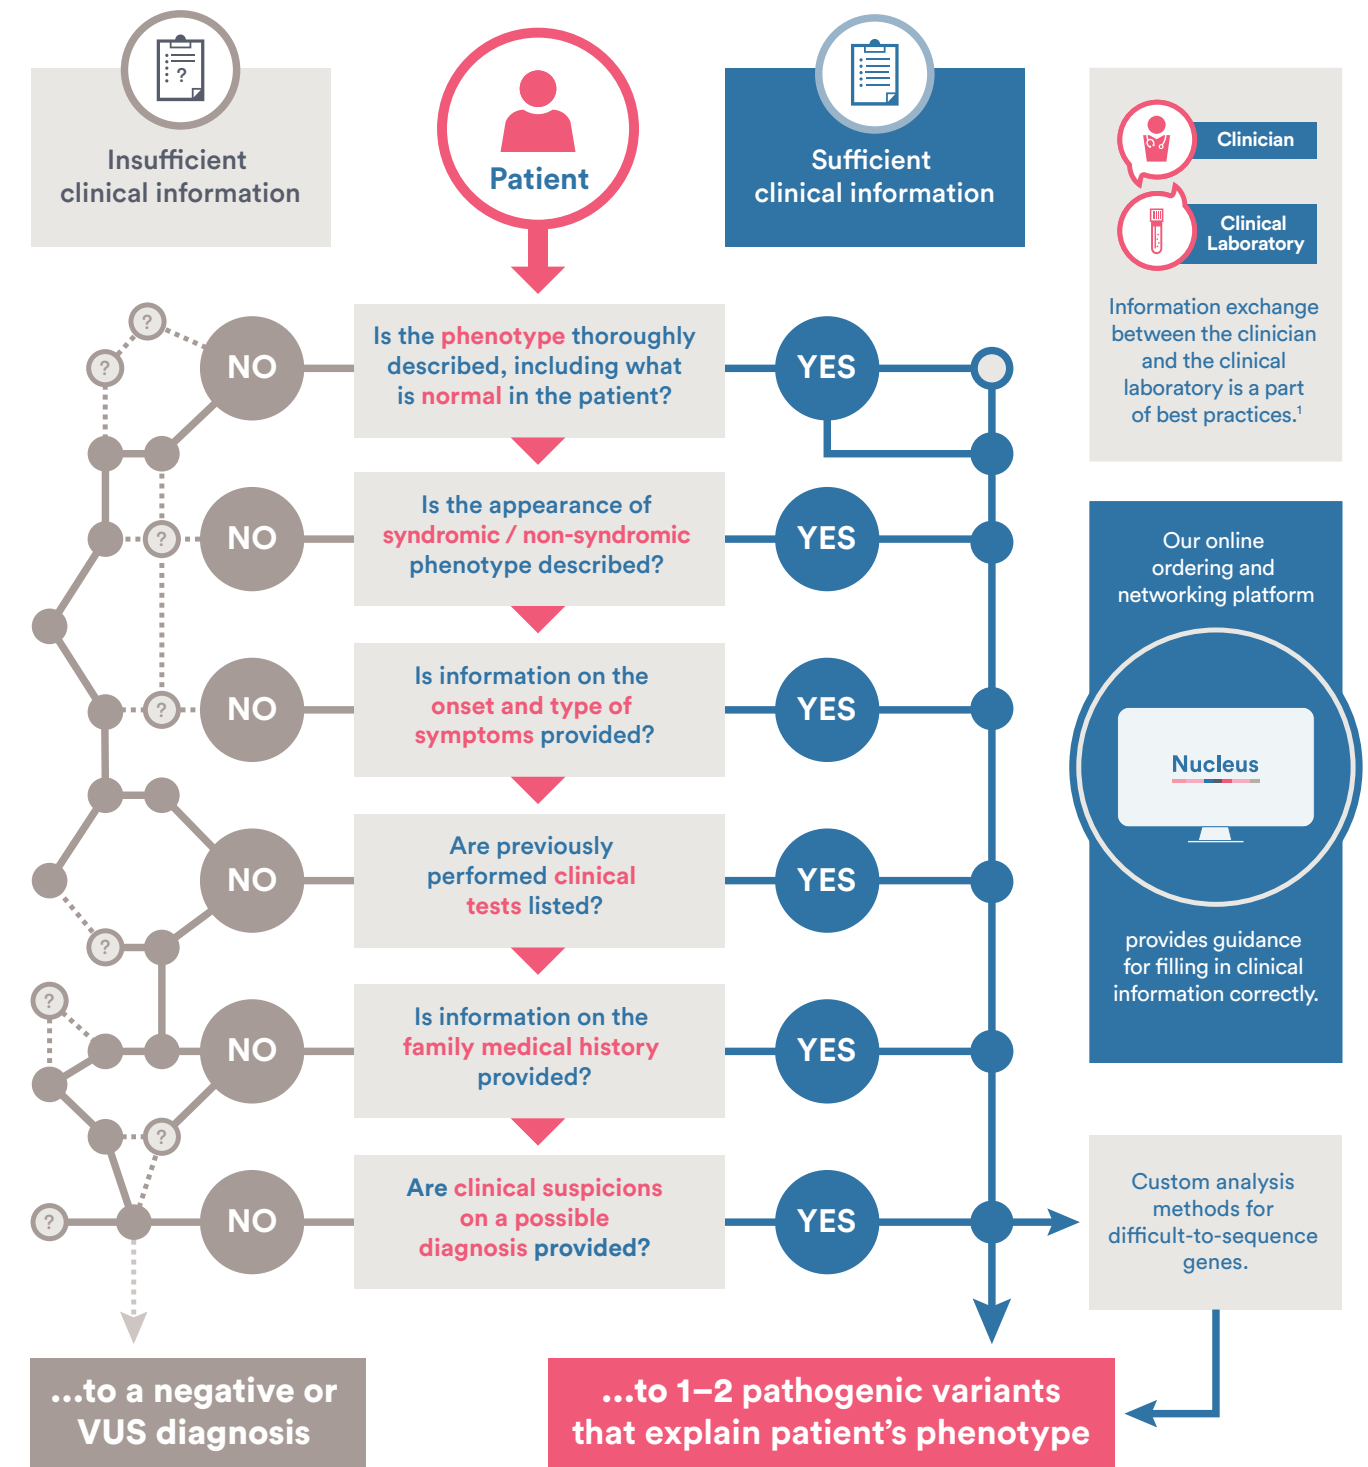 ?
Insufficient
clinical information
Patient
Sufficient
clinical information
Clinician
Clinical
Laboratory
Information exchange
between the clinician
and the clinical
laboratory is a part
of best practices.¹
?
?
NO
Is the phenotype thoroughly
described, including what
is normal in the patient?
YES
?
NO
Is the appearance of
syndromic / non-syndromic
phenotype described?
YES
?
NO
Is information on the
onset and type of
symptoms provided?
YES
NO
Are previously
performed clinical
tests listed?
YES
?
?
NO
Is information on the
family medical history
provided?
YES
?
?
NO
Are clinical suspicions
on a possible
diagnosis provided?
YES
Our online
ordering and
networking platform
Nucleus
provides guidance
for filling in clinical
information correctly.
Custom analysis
methods for
difficult-to-sequence
genes.
...to a negative or
VUS diagnosis
...to 1–2 pathogenic variants
that explain patient's phenotype